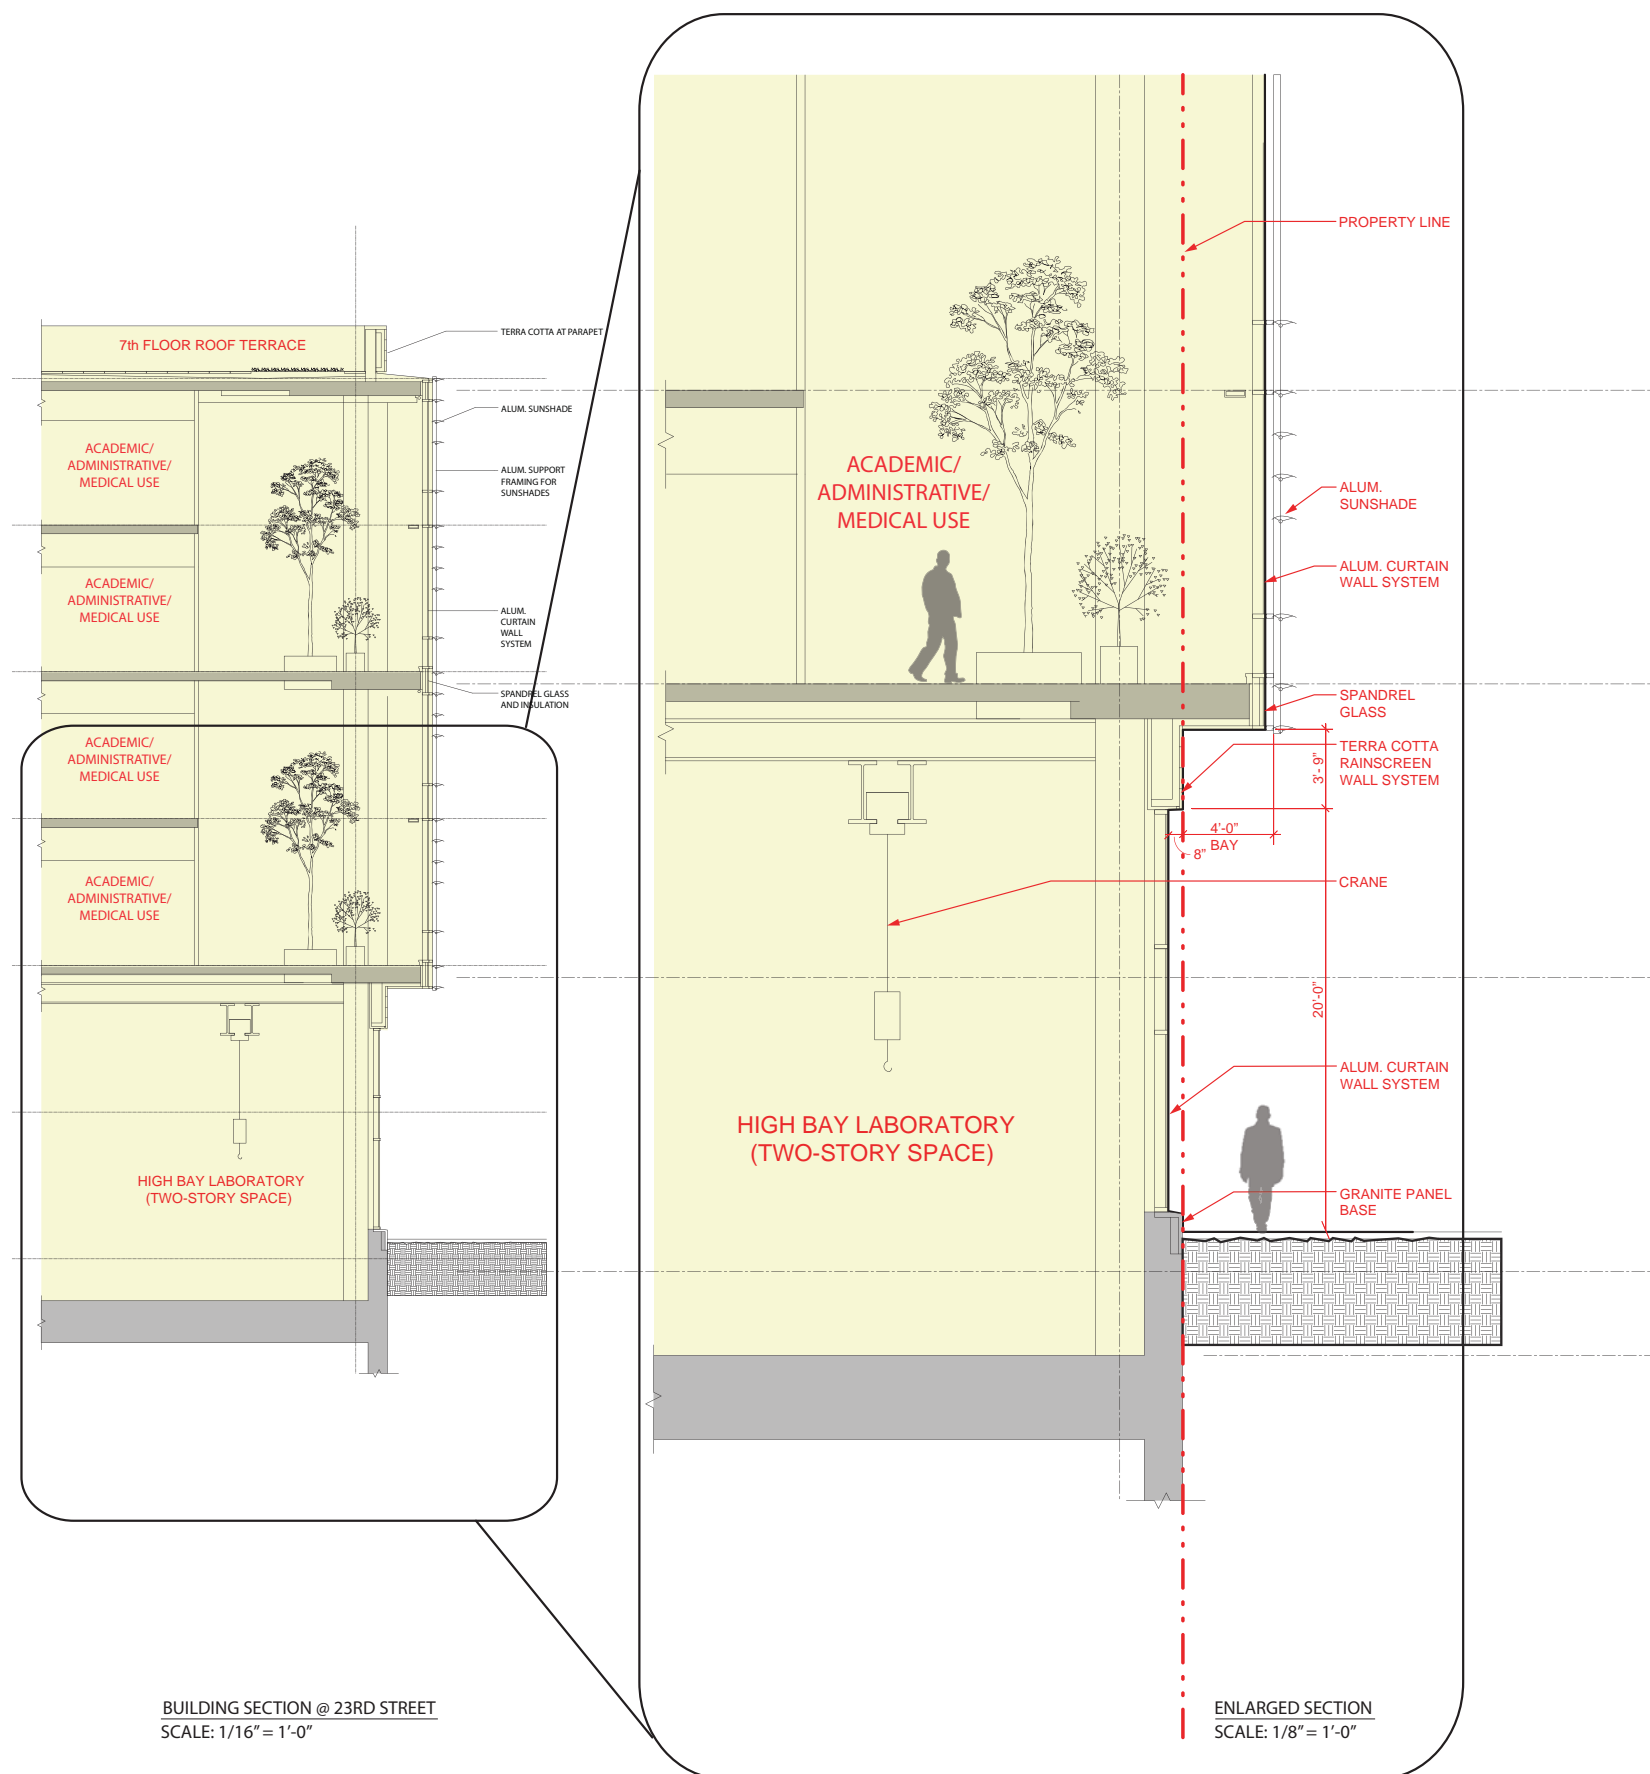 7th FLOOR ROOF TERRACE
TERRA COTTA AT PARAPET
ALUM. SUNSHADE
ACADEMIC/
ADMINISTRATIVE/
MEDICAL USE
ALUM. SUPPORT
FRAMING FOR
SUNSHADES
ACADEMIC/
ADMINISTRATIVE/
MEDICAL USE
ALUM.
CURTAIN
WALL
SYSTEM
SPANDREL GLASS
AND INSULATION
ACADEMIC/
ADMINISTRATIVE/
MEDICAL USE
ACADEMIC/
ADMINISTRATIVE/
MEDICAL USE
HIGH BAY LABORATORY
(TWO-STORY SPACE)
BUILDING SECTION @ 23RD STREET
SCALE: 1/16” = 1’-0”
PROPERTY LINE
ACADEMIC/
ADMINISTRATIVE/
MEDICAL USE
ALUM.
SUNSHADE
ALUM. CURTAIN
WALL SYSTEM
SPANDREL
GLASS
TERRA COTTA
RAINSCREEN
WALL SYSTEM
3’- 9”
4’-0”
BAY
8”
CRANE
20’-0”
ALUM. CURTAIN
WALL SYSTEM
HIGH BAY LABORATORY
(TWO-STORY SPACE)
GRANITE PANEL
BASE
ENLARGED SECTION
SCALE: 1/8” = 1’-0”